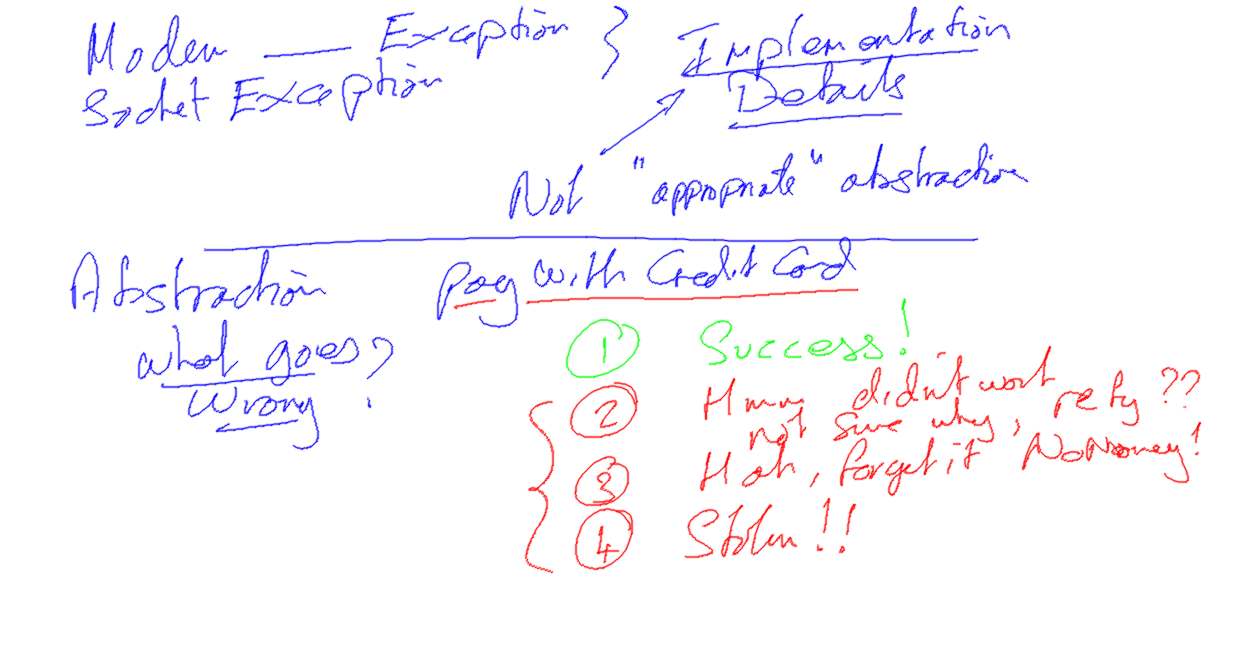 Modem ___ Exception }
Socket Exception
Implementation
Details
Not "appropriate" abstraction
Abstraction
what goes
wrong ?
Pay with Credit Card
1 Success!
2 Hmm didn't work
not sure why, retry ??
3 Hah, forget it No Money!
4 Stolen!!